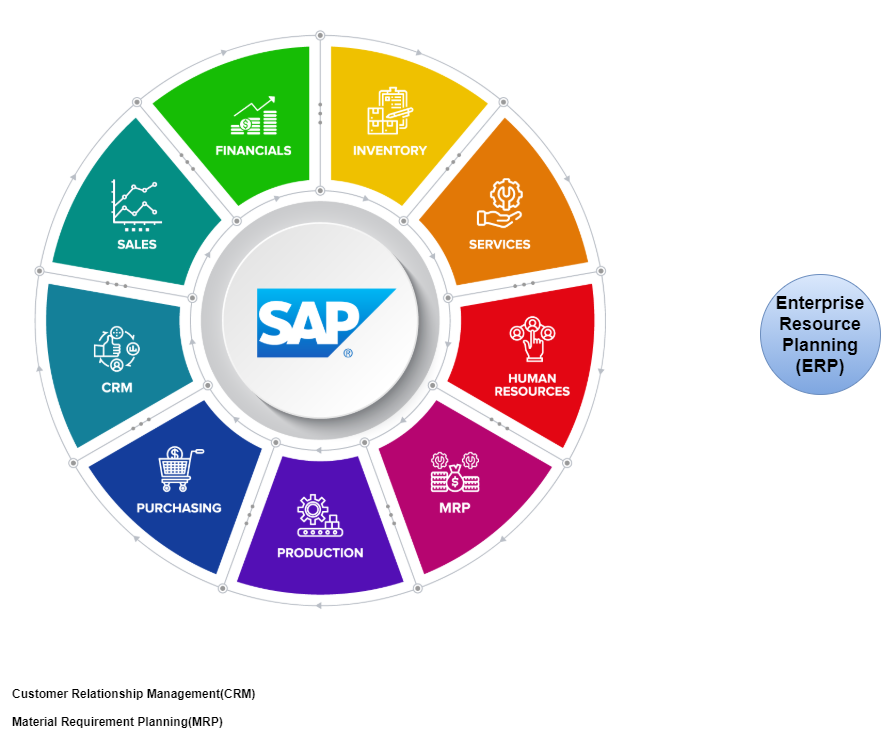 FINANCIALS
INVENTORY
SALES
SERVICES
SAP
®
CRM
HUMAN
RESOURCES
PURCHASING
MRP
PRODUCTION
Enterprise
Resource
Planning
(ERP)
Customer Relationship Management(CRM)
Material Requirement Planning(MRP)